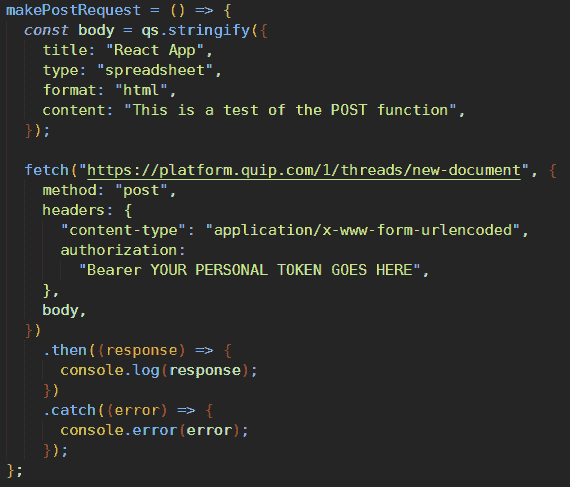 makePostRequest = () => {
  const body = qs.stringify({
    title: "React App",
    type: "spreadsheet",
    format: "html",
    content: "This is a test of the POST function",
  });

  fetch("https://platform.quip.com/1/threads/new-document", {
    method: "post",
    headers: {
      "content-type": "application/x-www-form-urlencoded",
      authorization:
        "Bearer YOUR PERSONAL TOKEN GOES HERE",
    },
    body,
  })
    .then((response) => {
      console.log(response);
    })
    .catch((error) => {
      console.error(error);
    });
};